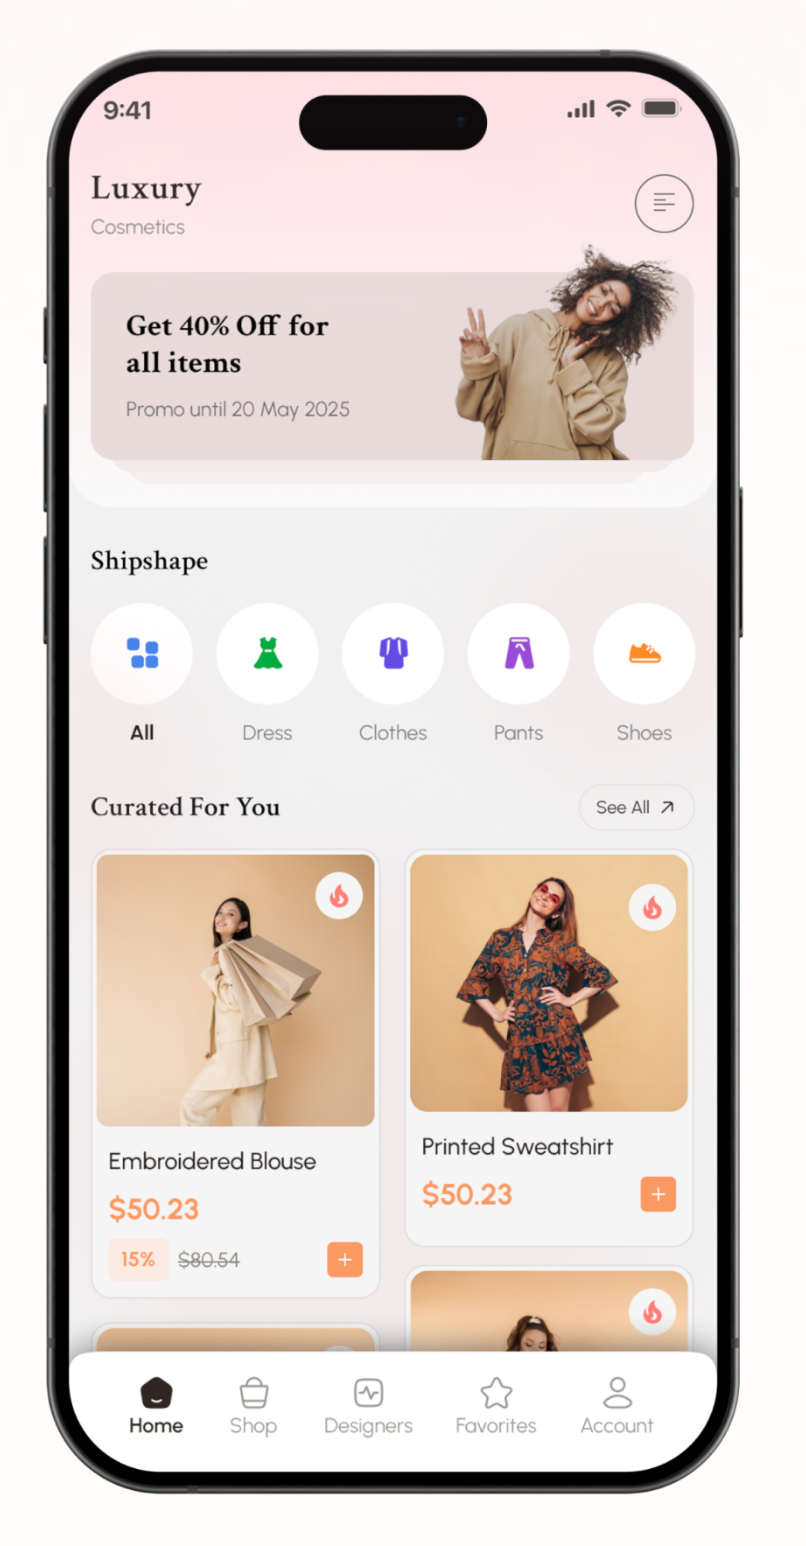 9:41
Luxury
Cosmetics
Get 40% Off for
all items
Promo until 20 May 2025
Shipshape
All
Dress
Clothes
Pants
Shoes
Curated For You
See All
Embroidered Blouse
$50.23
15% $80.54
Printed Sweatshirt
$50.23
Home
Shop
Designers
Favorites
Account